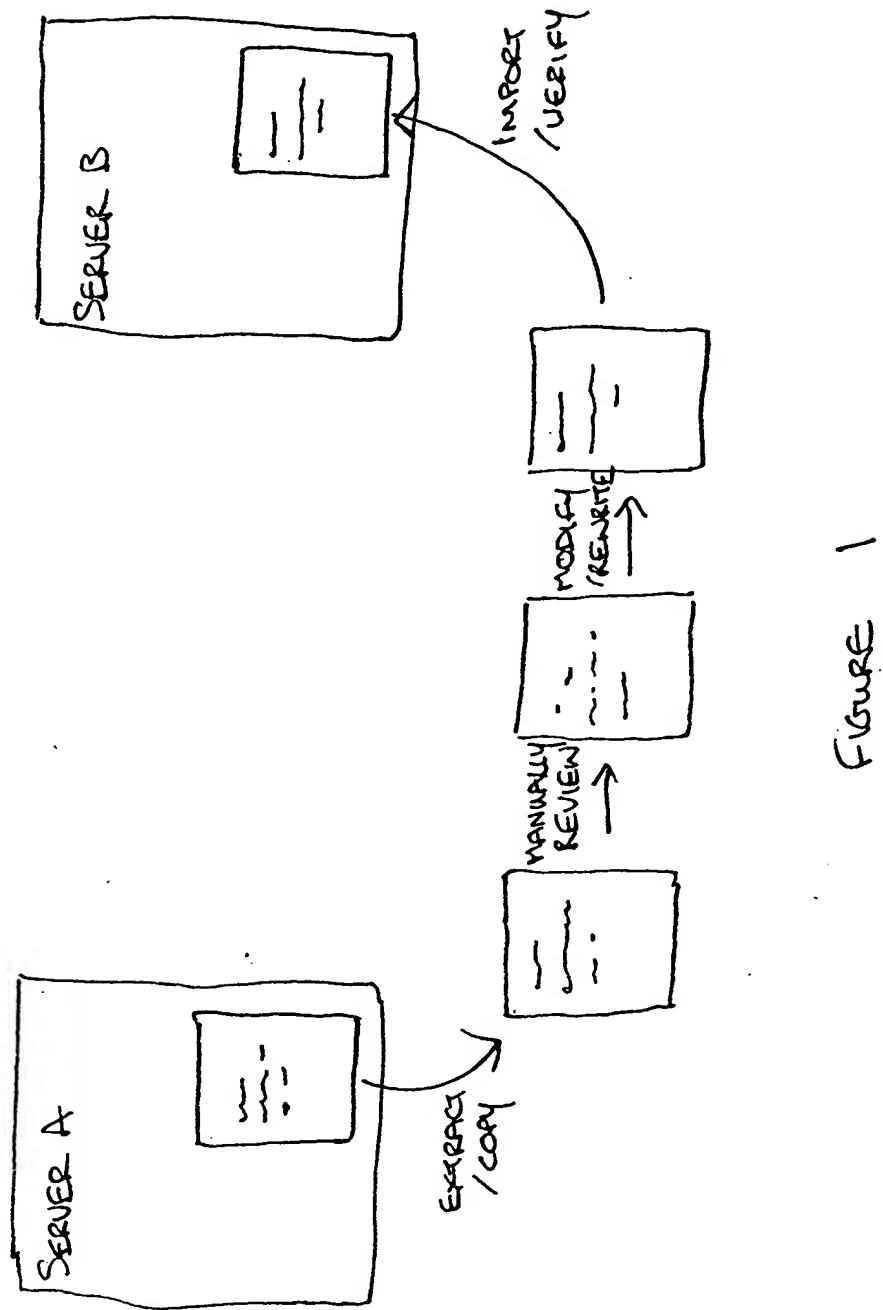 SERVER A
EXTRACT
/COPY
MANUALLY
REVIEW
MODIFY
/REWRITE
SERVER B
IMPORT
/VERIFY
FIGURE 1